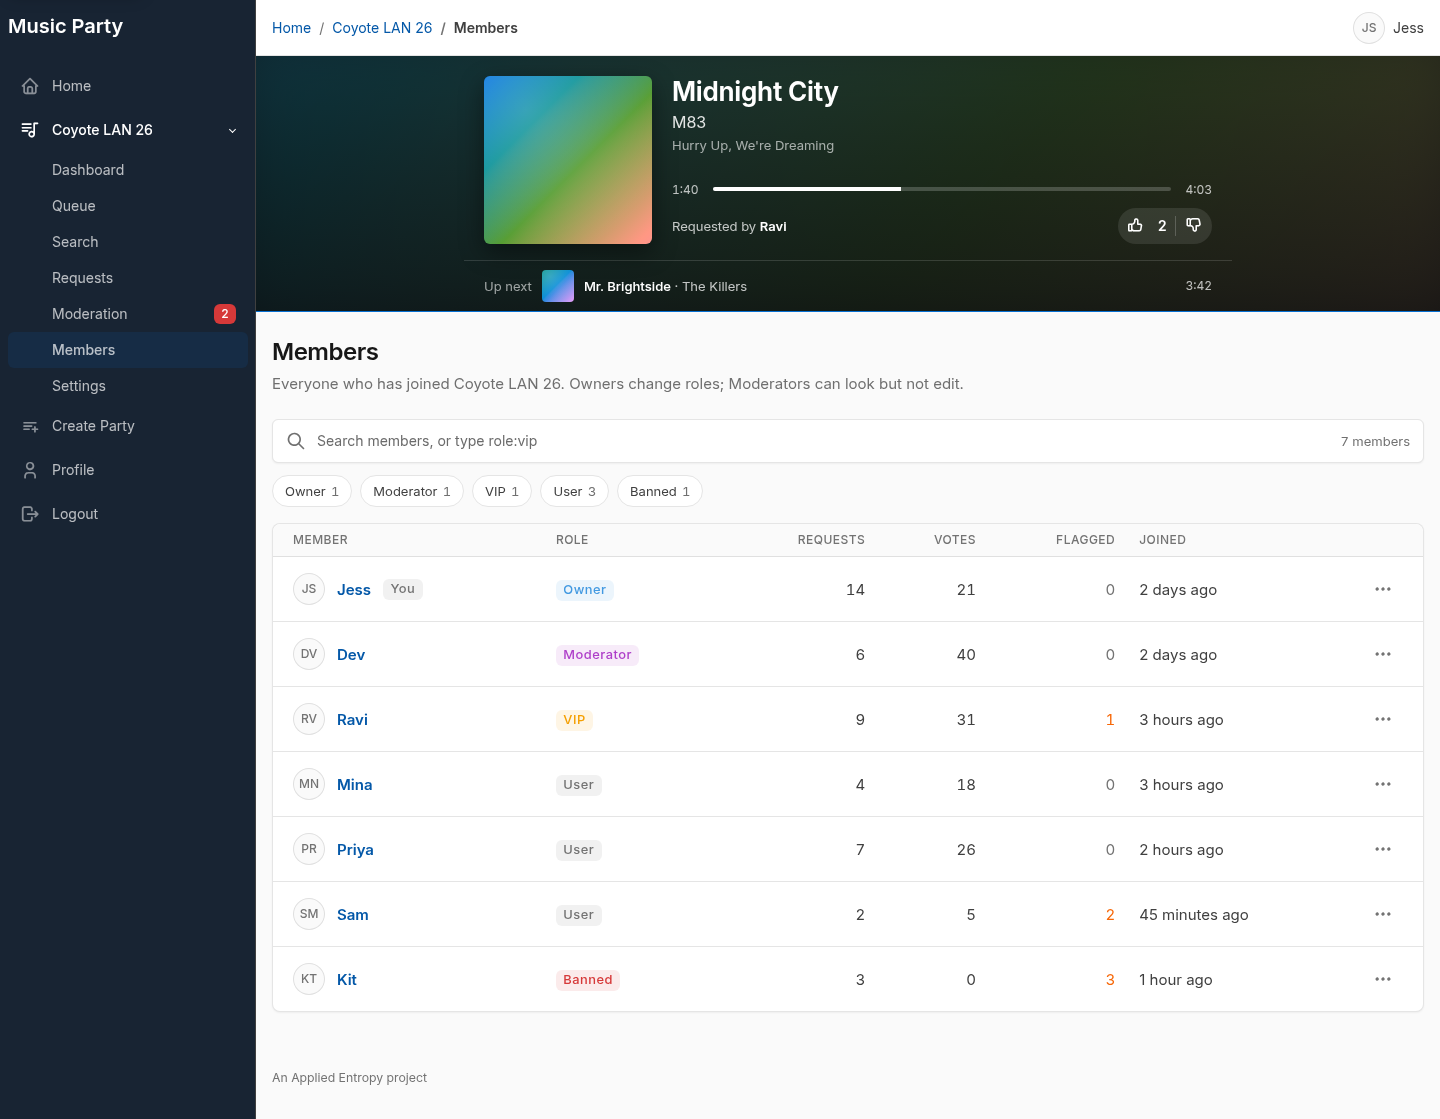 Music Party
Home
Coyote LAN 26
Dashboard
Queue
Search
Requests
Moderation 2
Members
Settings
Create Party
Profile
Logout
Home / Coyote LAN 26 / Members
JS Jess
Midnight City
M83
Hurry Up, We're Dreaming
1:40 4:03
Requested by Ravi 2
Up next Mr. Brightside · The Killers 3:42
Members
Everyone who has joined Coyote LAN 26. Owners change roles; Moderators can look but not edit.
Search members, or type role:vip 7 members
Owner 1 Moderator 1 VIP 1 User 3 Banned 1
MEMBER ROLE REQUESTS VOTES FLAGGED JOINED
JS Jess You Owner 14 21 0 2 days ago
DV Dev Moderator 6 40 0 2 days ago
RV Ravi VIP 9 31 1 3 hours ago
MN Mina User 4 18 0 3 hours ago
PR Priya User 7 26 0 2 hours ago
SM Sam User 2 5 2 45 minutes ago
KT Kit Banned 3 0 3 1 hour ago
An Applied Entropy project